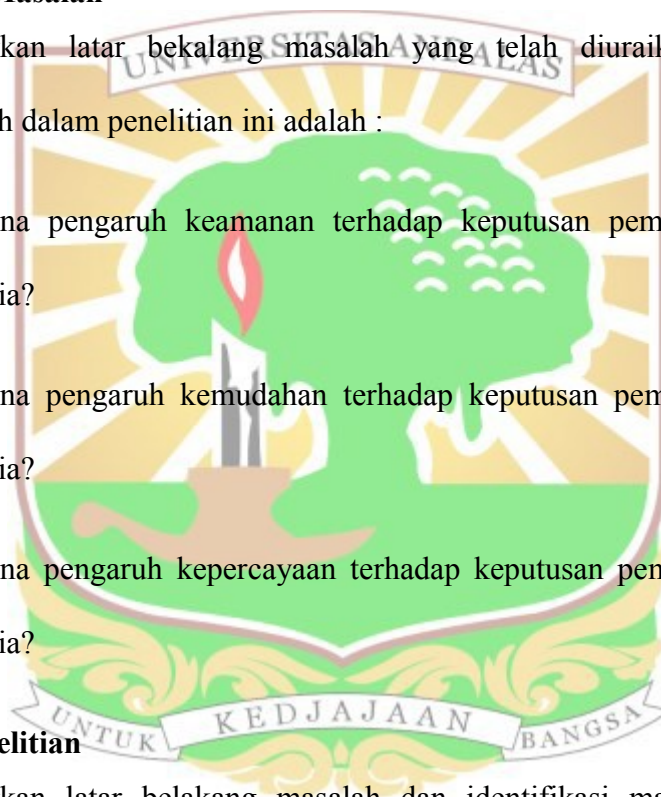 Masalah
kan latar bekalang masalah yang telah diuraik
UNIVERSITAS ANDALAS
h dalam penelitian ini adalah :
na pengaruh keamanan terhadap keputusan pem
ia?
na pengaruh kemudahan terhadap keputusan pem
ia?
na pengaruh kepercayaan terhadap keputusan pem
ia?
UNTUK KEDJAJAAN BANGSA
elitian
kan latar belakang masalah dan identifikasi ma